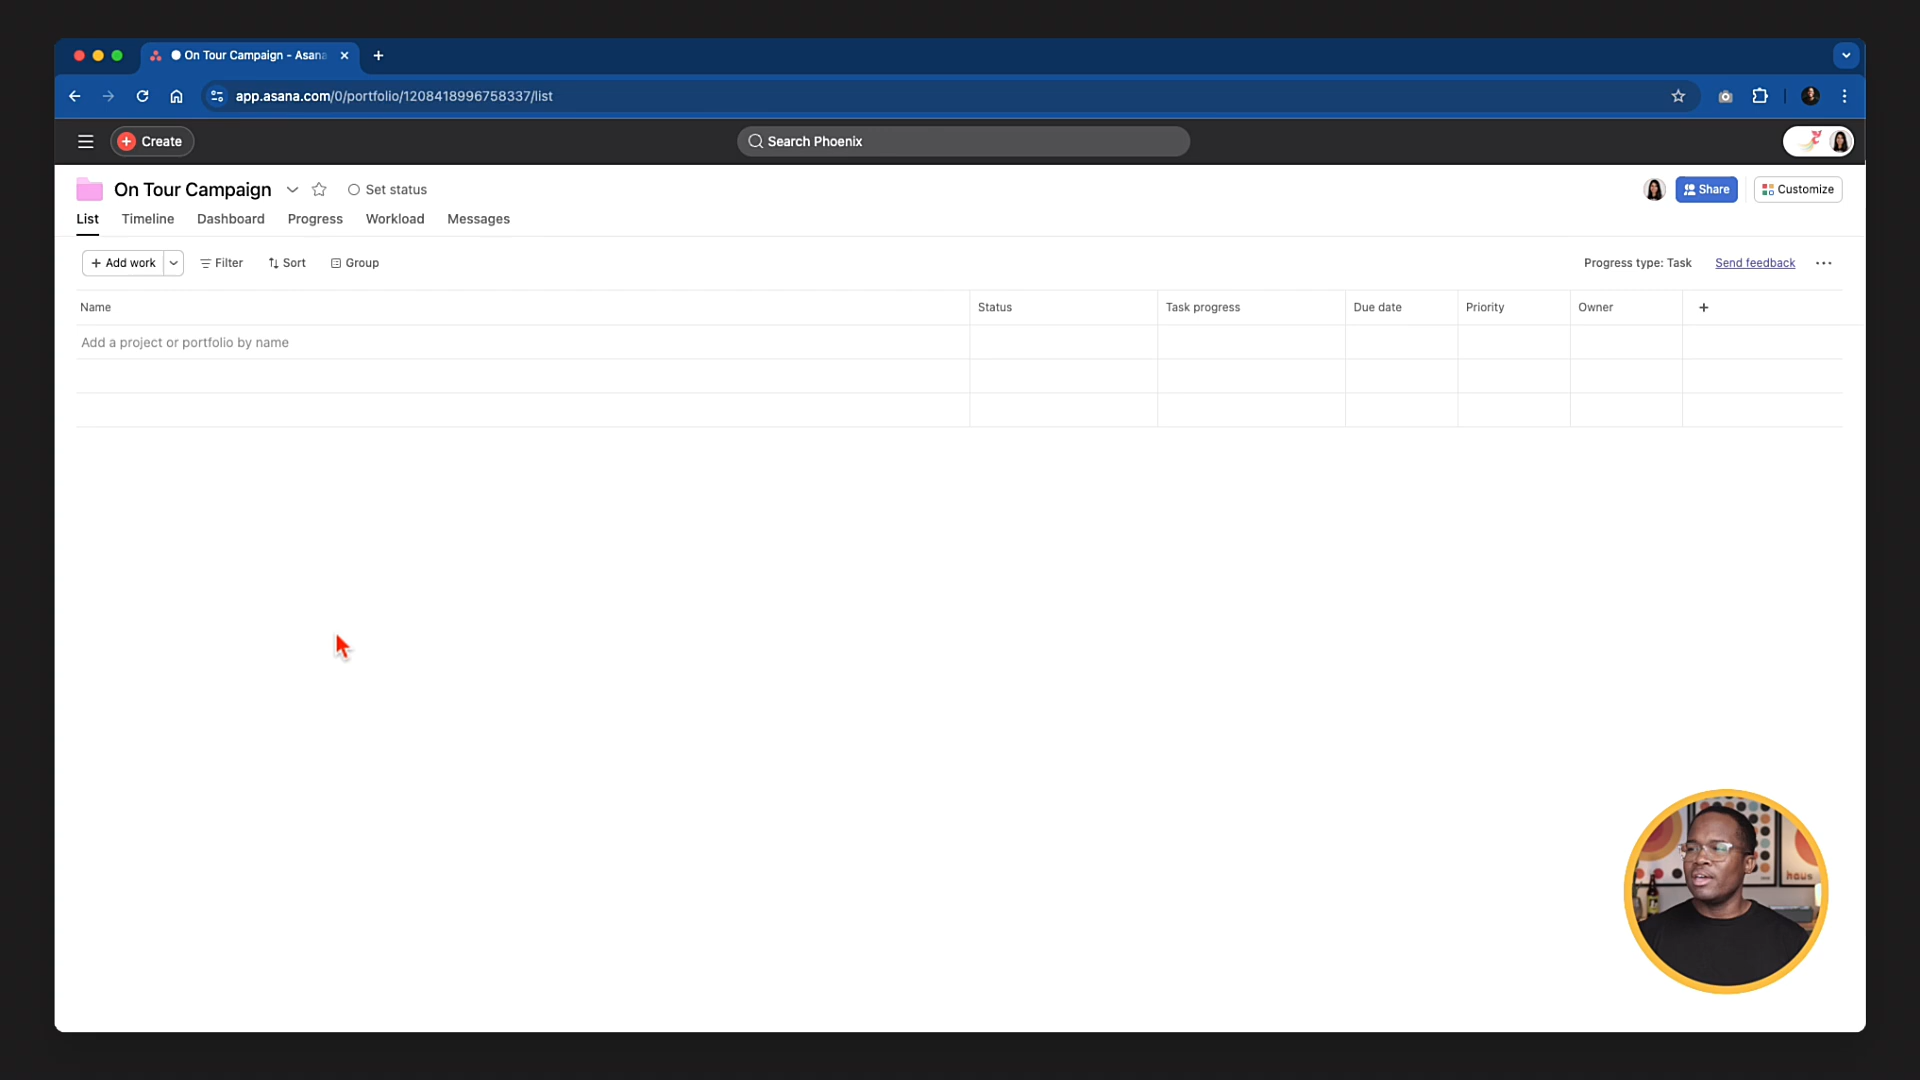 On Tour Campaign - Asana
app.asana.com/0/portfolio/1208418996758337/list
Create
Search Phoenix
On Tour Campaign
Set status
Share
Customize
List
Timeline
Dashboard
Progress
Workload
Messages
+ Add work
Filter
Sort
Group
Progress type: Task
Send feedback
Name
Status
Task progress
Due date
Priority
Owner
Add a project or portfolio by name
haus